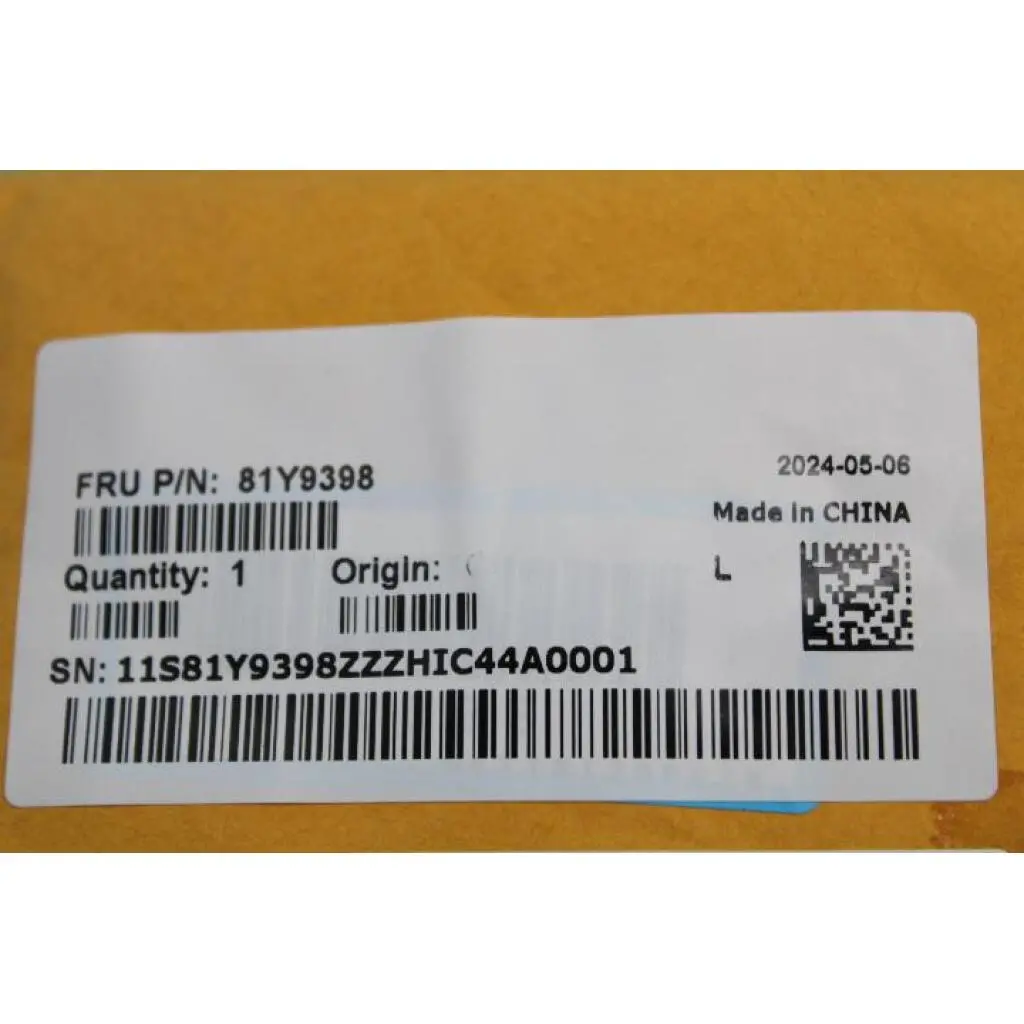 FRU P/N: 81Y9398
2024-05-06
Made in CHINA
Quantity: 1
Origin:
L
SN: 11S81Y9398ZZZHIC44A0001